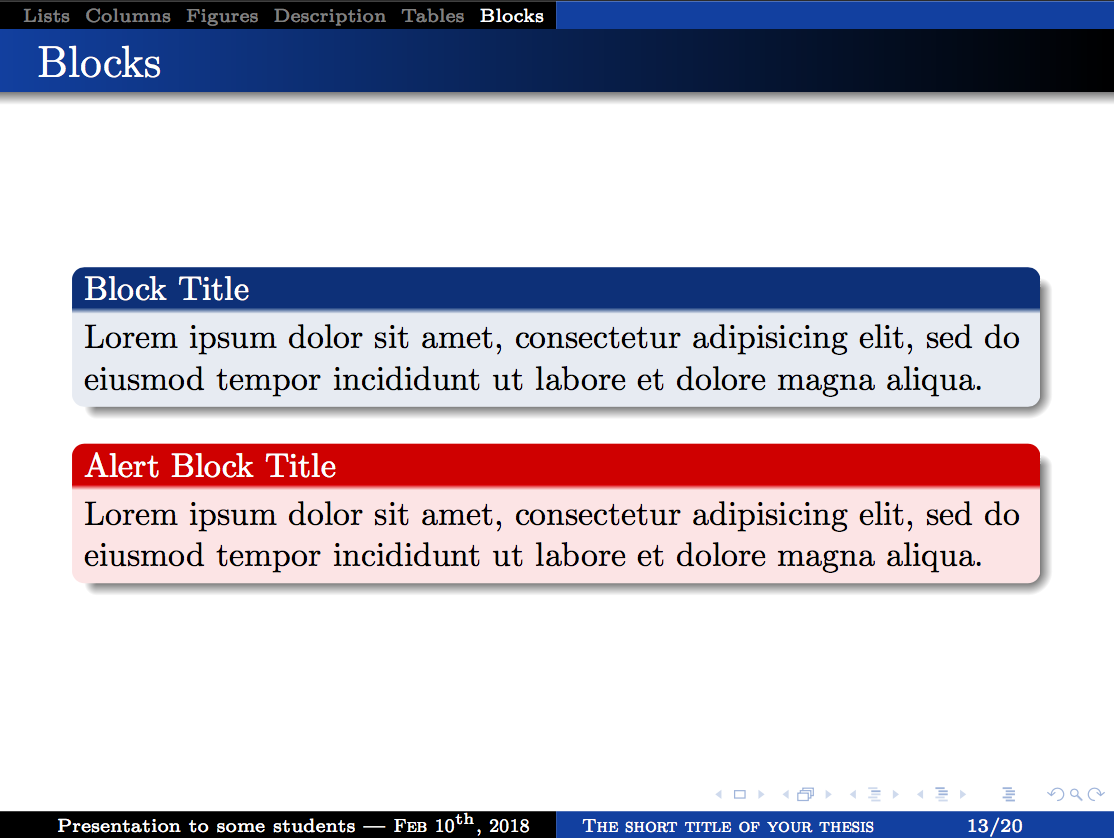 Lists Columns Figures Description Tables Blocks
Blocks
Block Title
Lorem ipsum dolor sit amet, consectetur adipisicing elit, sed do
eiusmod tempor incididunt ut labore et dolore magna aliqua.
Alert Block Title
Lorem ipsum dolor sit amet, consectetur adipisicing elit, sed do
eiusmod tempor incididunt ut labore et dolore magna aliqua.
Presentation to some students — Feb 10th, 2018 The short title of your thesis 13/20